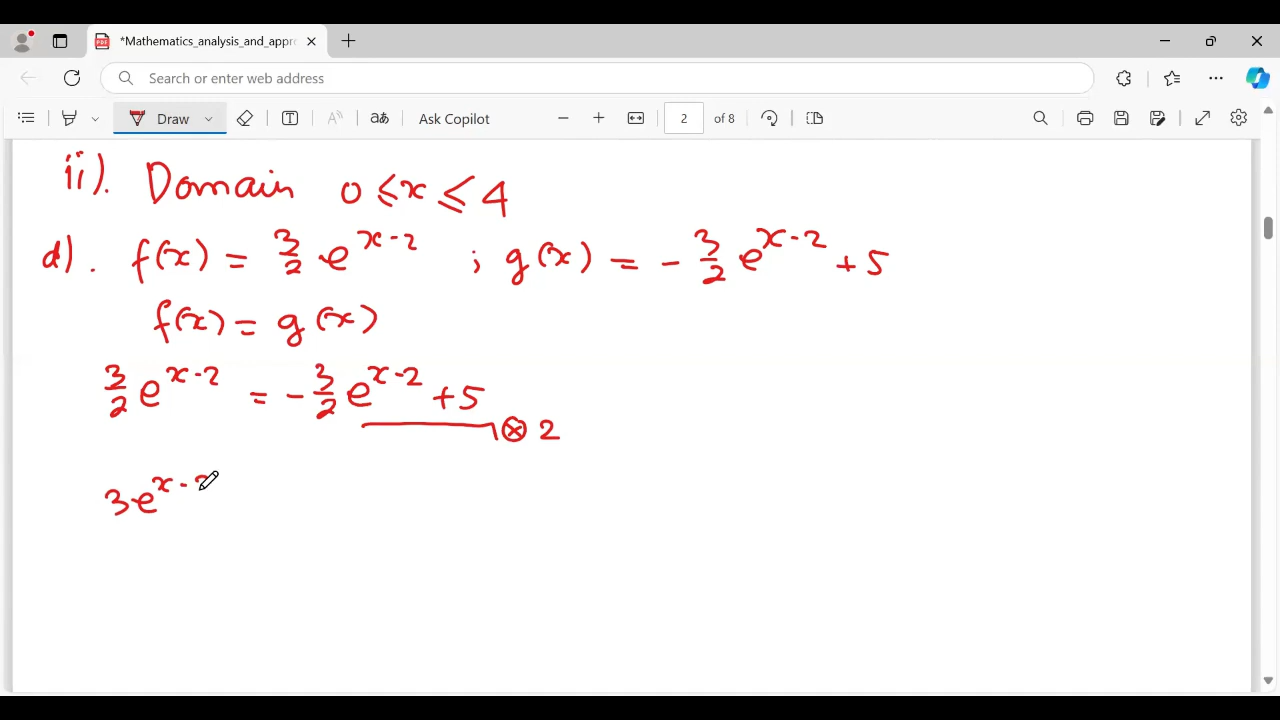 *Mathematics_analysis_and_appro
Search or enter web address
Draw
Ask Copilot
2 of 8
ii). Domain 0 ≤ x ≤ 4
d). f(x) = 3/2 e^(x-2) ; g(x) = - 3/2 e^(x-2) + 5
f(x) = g(x)
3/2 e^(x-2) = - 3/2 e^(x-2) + 5
⊗ 2
3e^(x-2